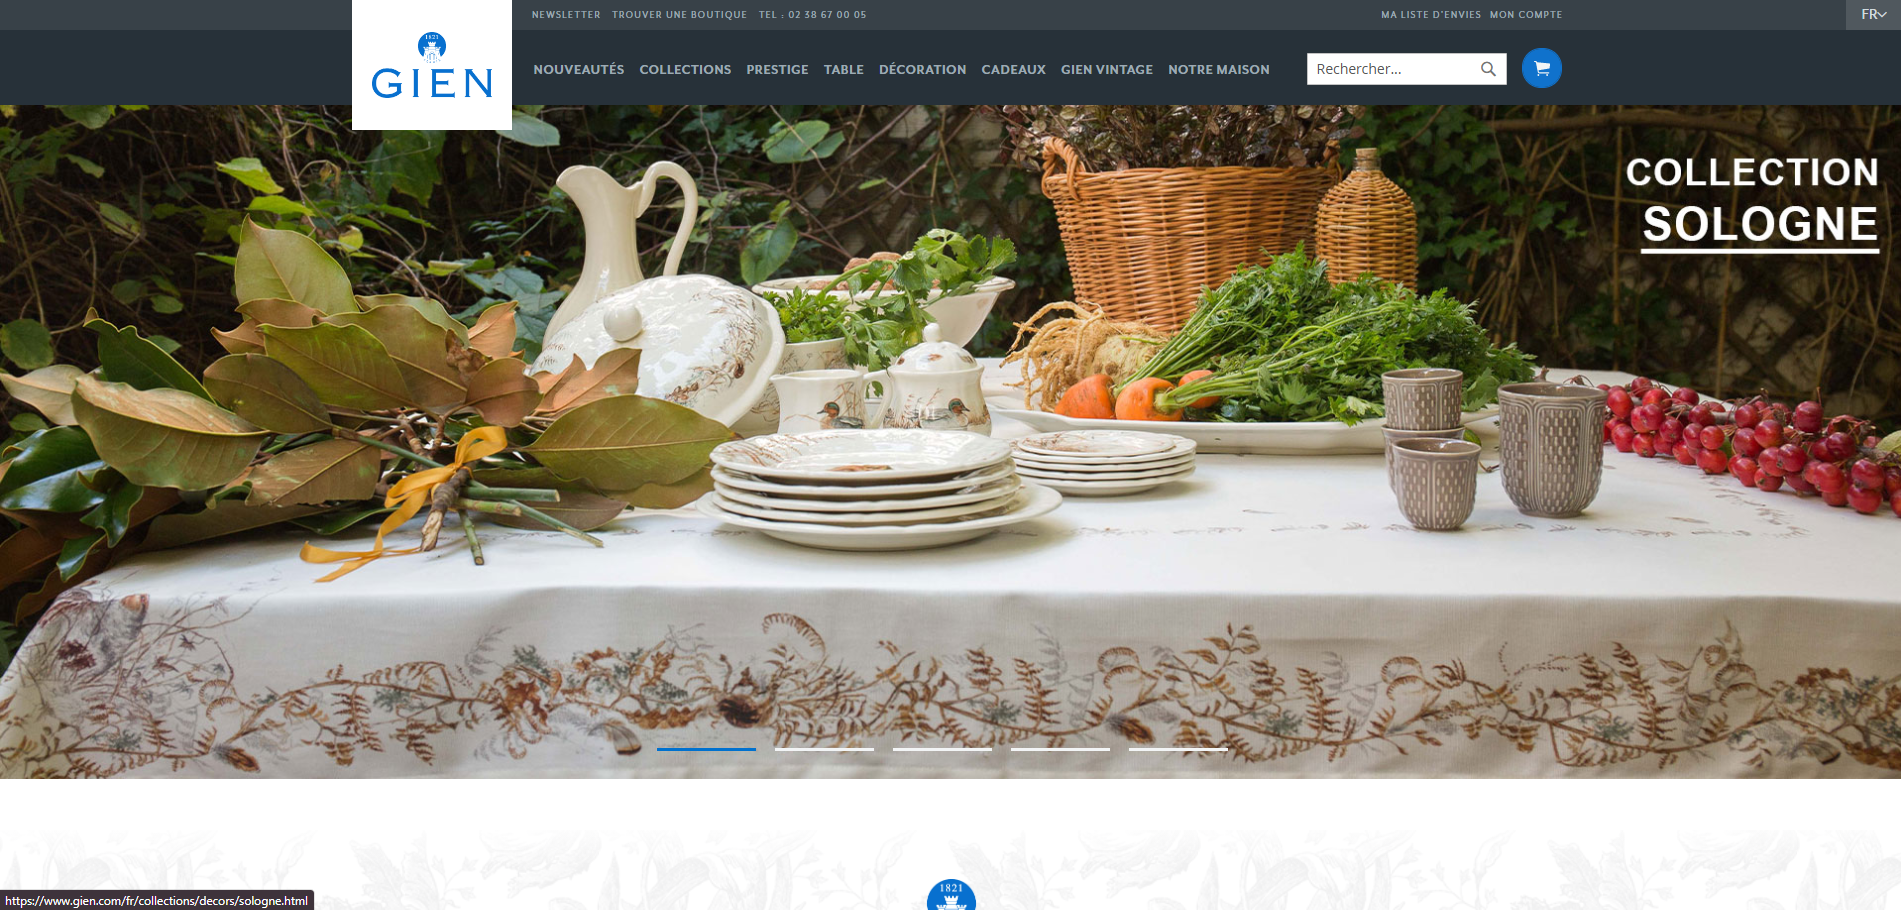 NEWSLETTER TROUVER UNE BOUTIQUE TEL : 02 38 67 00 05 MA LISTE D'ENVIES MON COMPTE FR
1821
GIEN
NOUVEAUTÉS COLLECTIONS PRESTIGE TABLE DÉCORATION CADEAUX GIEN VINTAGE NOTRE MAISON Rechercher...
COLLECTION
SOLOGNE
1821
https://www.gien.com/fr/collections/decors/sologne.html